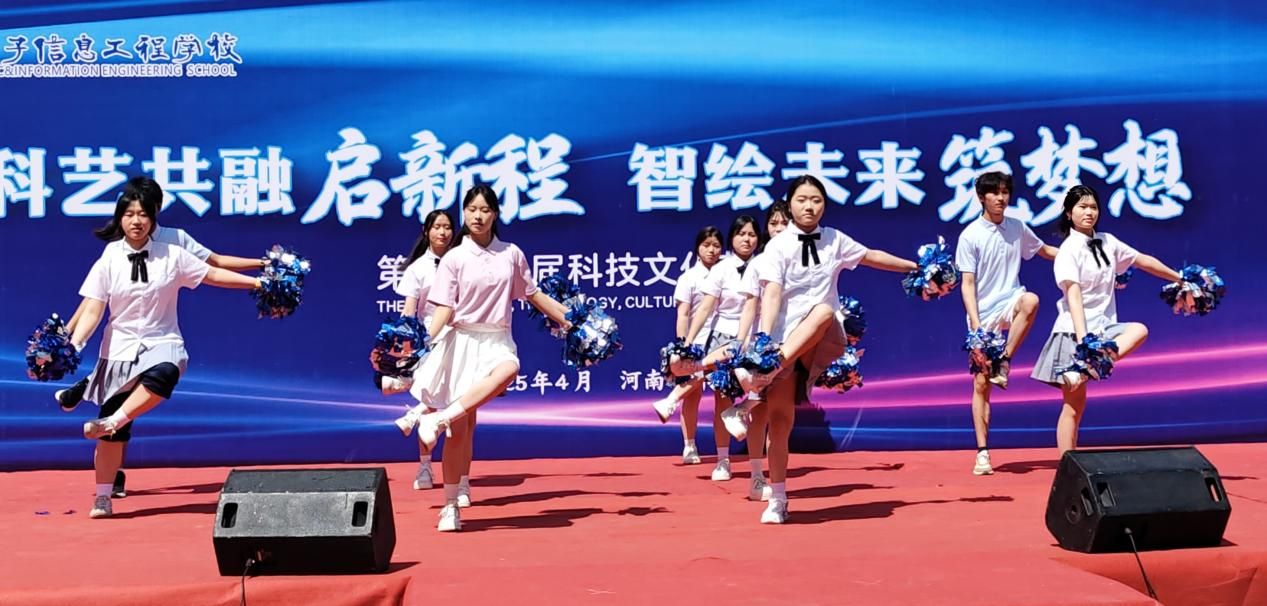 子信息工程学校
&INFORMATION ENGINEERING SCHOOL
科艺共融启新程 智绘未来筑梦想
第 届科技文化
THE OGY, CULTU
25年4月 河南